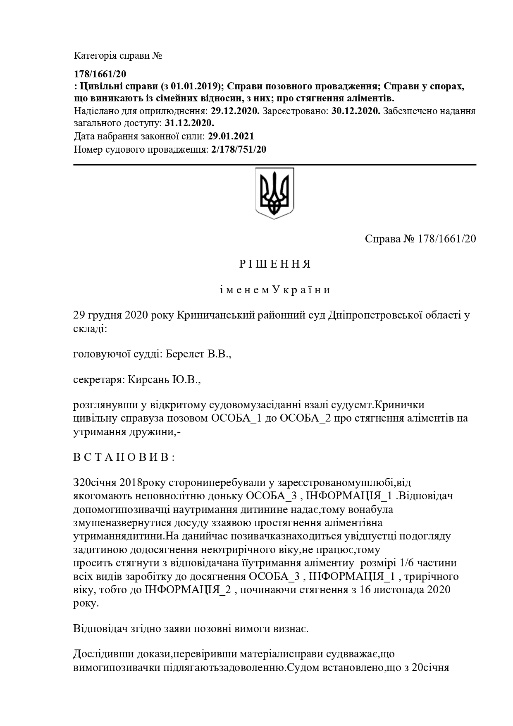 Категорія справи №
178/1661/20
: Цивільні справи (з 01.01.2019); Справи позовного провадження; Справи у спорах,
що виникають із сімейних відносин, з них; про стягнення аліментів.
Надіслано для оприлюднення: 29.12.2020. Зареєстровано: 30.12.2020. Забезпечено надання
загального доступу: 31.12.2020.
Дата набрання законної сили: 29.01.2021
Номер судового провадження: 2/178/751/20
Справа № 178/1661/20
Р І Ш Е Н Н Я
і м е н е м У к р а ї н и
29 грудня 2020 року Криничанський районний суд Дніпропетровської області у
складі:
головуючої судді: Берелет В.В.,
секретаря: Кирсань Ю.В.,
розглянувши у відкритому судовомузасіданні взалі судусмт.Кринички
цивільну справуза позовом ОСОБА_1 до ОСОБА_2 про стягнення аліментів на
утримання дружини,-
В С Т А Н О В И В :
З20січня 2018року сторониперебували у зареєстрованомушлюбі,від
якогомають неповнолітню доньку ОСОБА_3 , ІНФОРМАЦІЯ_1 .Відповідач
допомогипозивачці наутримання дитинине надає,тому вонабула
змушеназвернутися досуду ззаявою простягнення аліментівна
утриманнядитини.На данийчас позивачказнаходиться увідпустці подогляду
задитиною додосягнення неютрирічного віку,не працює,тому
просить стягнути з відповідачана їїутримання аліментиу розмірі 1/6 частини
всіх видів заробітку до досягнення ОСОБА_3 , ІНФОРМАЦІЯ_1 , трирічного
віку, тобто до ІНФОРМАЦІЯ_2 , починаючи стягнення з 16 листопада 2020
року.
Відповідач згідно заяви позовні вимоги визнає.
Дослідивши докази,перевіривши матеріалисправи судвважає,що
вимогипозивачки підлягаютьзадоволенню.Судом встановлено,що з 20січня